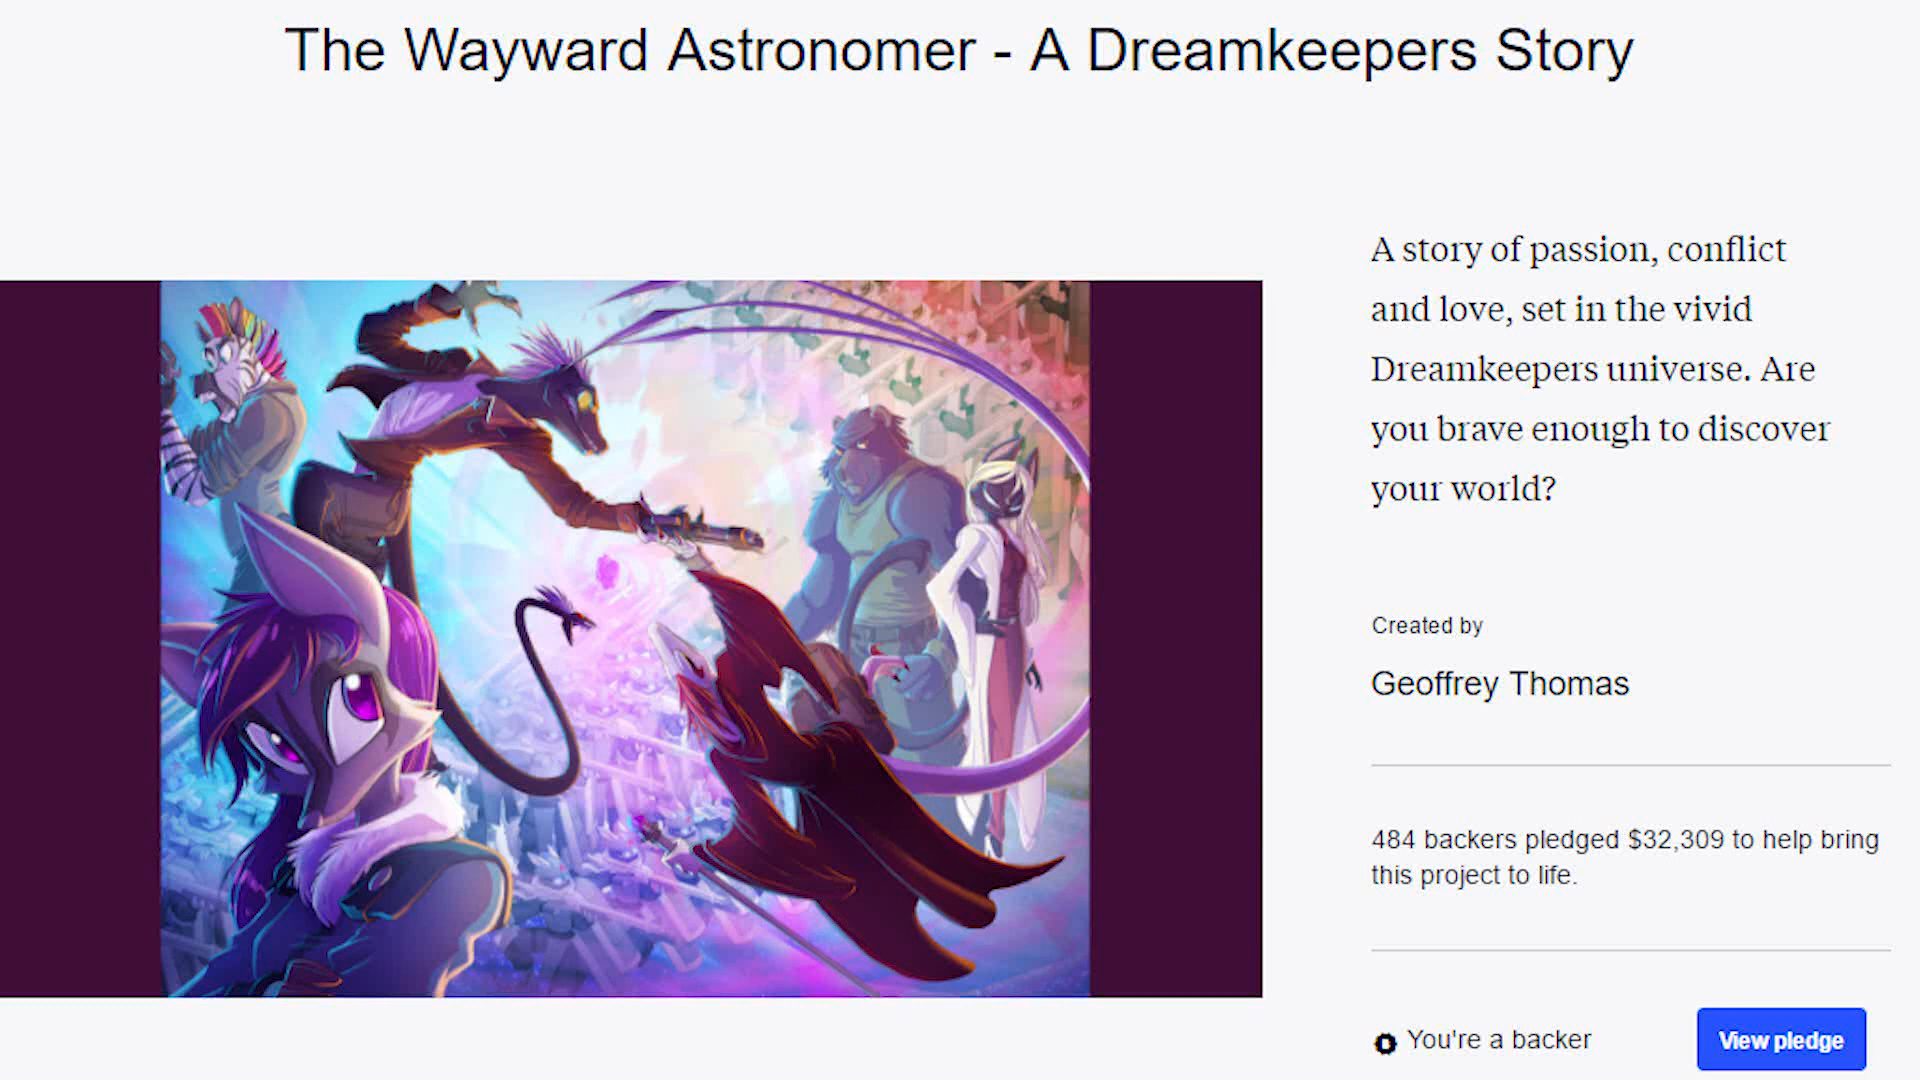 The Wayward Astronomer - A Dreamkeepers Story
A story of passion, conflict
and love, set in the vivid
Dreamkeepers universe. Are
you brave enough to discover
your world?
Created by
Geoffrey Thomas
484 backers pledged $32,309 to help bring
this project to life.
You're a backer
View pledge